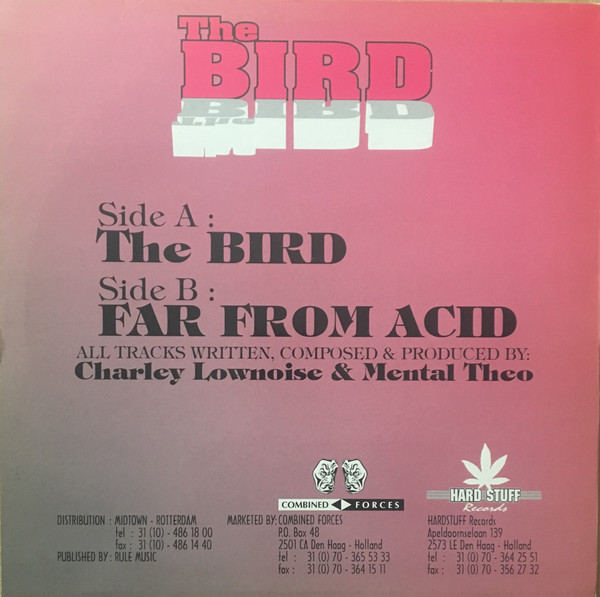 The
BIRD
Side A :
The BIRD
Side B :
FAR FROM ACID
ALL TRACKS WRITTEN, COMPOSED & PRODUCED BY:
Charley Lownoise & Mental Theo
COMBINED FORCES
HARD STUFF
Records
DISTRIBUTION : MIDTOWN - ROTTERDAM
tel : 31 (10) - 486 18 00
fax : 31 (10) - 486 14 40
PUBLISHED BY : RULE MUSIC
MARKETED BY: COMBINED FORCES
P.O. Box 48
2501 CA Den Haag - Holland
tel : 31 (0) 70 - 365 53 33
fax : 31 (0) 70 - 364 15 11
HARDSTUFF Records
Apeldoornselaan 139
2573 LE Den Haag - Holland
tel : 31 (0) 70 - 364 25 51
fax : 31 (0) 70 - 356 27 32